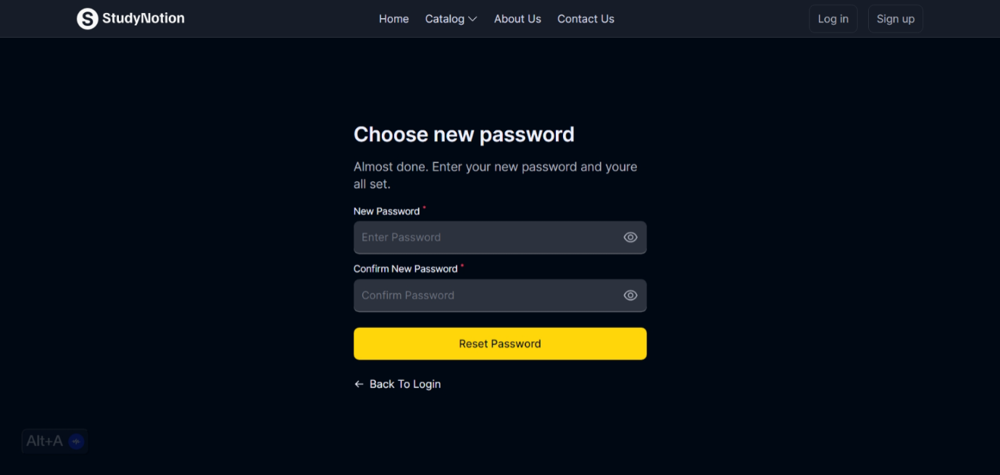 StudyNotion Home Catalog About Us Contact Us Log in Sign up
Choose new password
Almost done. Enter your new password and youre
all set.
New Password *
Enter Password
Confirm New Password *
Confirm Password
Reset Password
← Back To Login
Alt+A